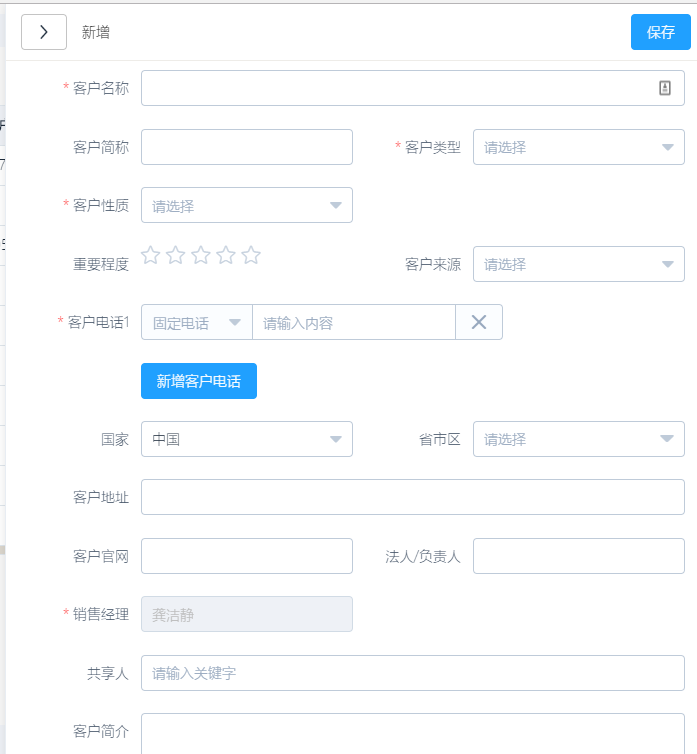 新增
保存
* 客户名称
客户简称
* 客户类型 请选择
* 客户性质 请选择
重要程度
客户来源 请选择
* 客户电话1 固定电话 请输入内容
新增客户电话
国家 中国
省市区 请选择
客户地址
客户官网
法人/负责人
* 销售经理 龚洁静
共享人 请输入关键字
客户简介